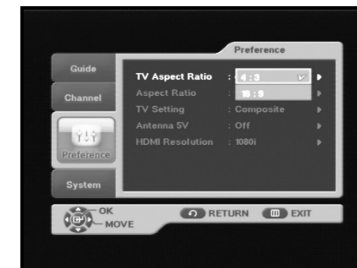 Preference
Guide
Channel
Preference
System
TV Aspect Ratio : 4:3
Aspect Ratio : 16:9
TV Setting : Composite
Antenna 5V : Off
HDMI Resolution : 1080i
OK
MOVE
RETURN
EXIT